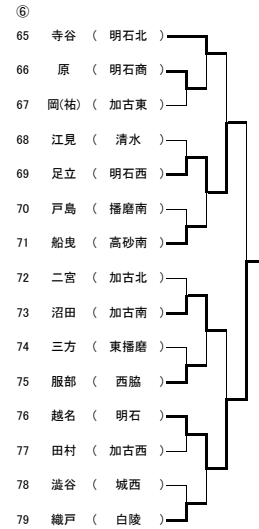 ⑥
65 寺谷 （ 明石北 ）
66 原 （ 明石商 ）
67 岡(祐) （ 加古東 ）
68 江見 （ 清水 ）
69 足立 （ 明石西 ）
70 戸島 （ 播磨南 ）
71 船曳 （ 高砂南 ）
72 二宮 （ 加古北 ）
73 沼田 （ 加古南 ）
74 三方 （ 東播磨 ）
75 服部 （ 西脇 ）
76 越名 （ 明石 ）
77 田村 （ 加古西 ）
78 澁谷 （ 城西 ）
79 織戸 （ 白陵 ）